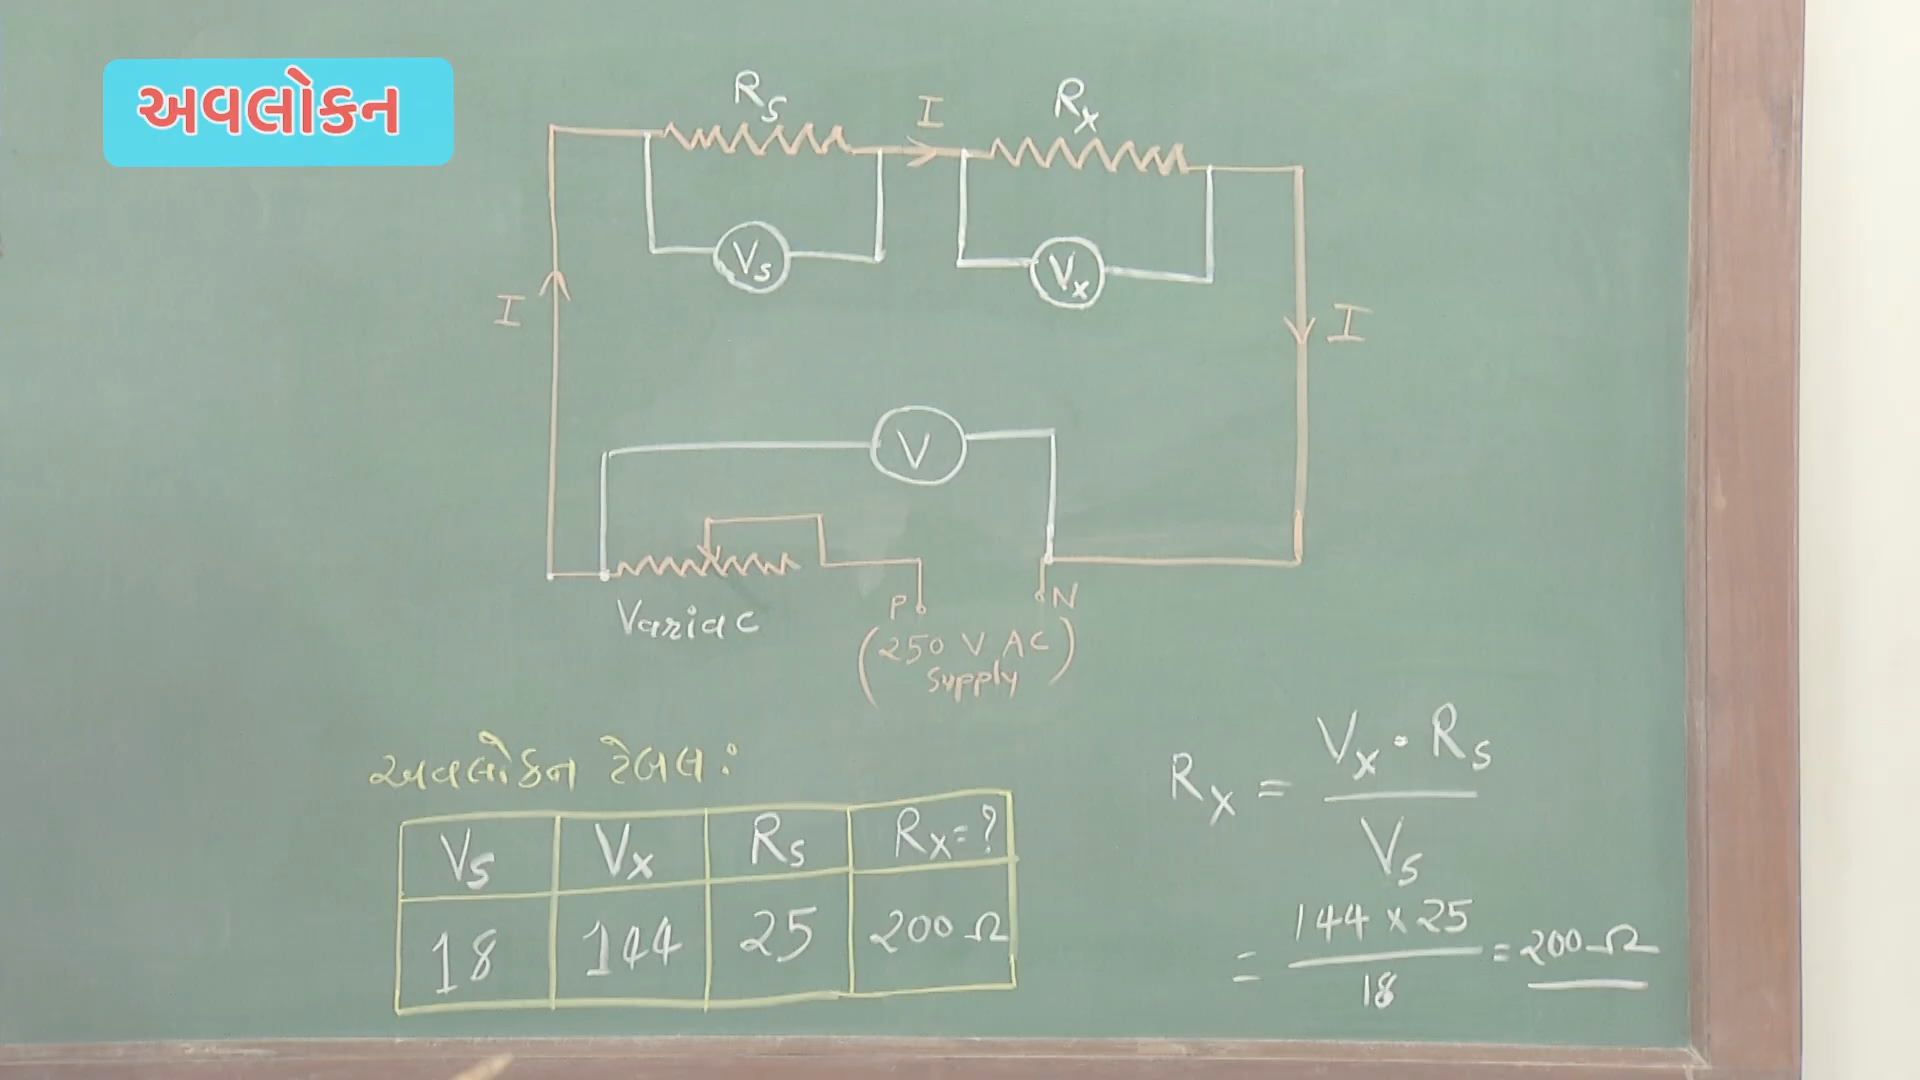 અવલોકન
Rs I Rx
Vs Vx
I I
V
Variac P N
(250 V AC
Supply)
અવલોકન ટેબલ:
Vs Vx Rs Rx=?
18 144 25 200 Ω
Rx = Vx · Rs
Vs
= 144 x 25 = 200 Ω
18